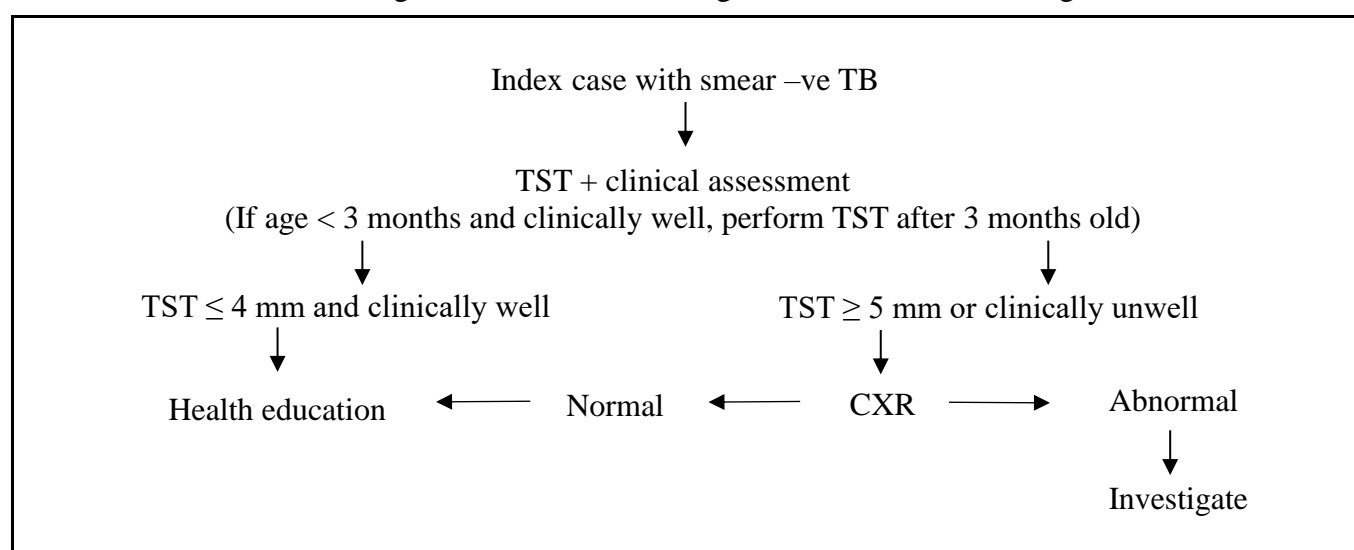 Index case with smear –ve TB
TST + clinical assessment
(If age < 3 months and clinically well, perform TST after 3 months old)
TST ≤ 4 mm and clinically well
TST ≥ 5 mm or clinically unwell
Health education
Normal
CXR
Abnormal
Investigate